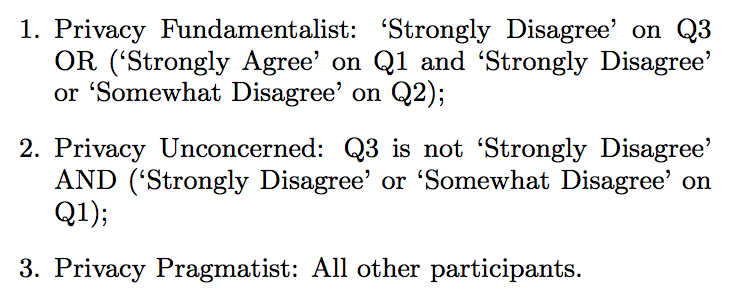 1. Privacy Fundamentalist: ‘Strongly Disagree’ on Q3
OR (‘Strongly Agree’ on Q1 and ‘Strongly Disagree’
or ‘Somewhat Disagree’ on Q2);
2. Privacy Unconcerned: Q3 is not ‘Strongly Disagree’
AND (‘Strongly Disagree’ or ‘Somewhat Disagree’ on
Q1);
3. Privacy Pragmatist: All other participants.